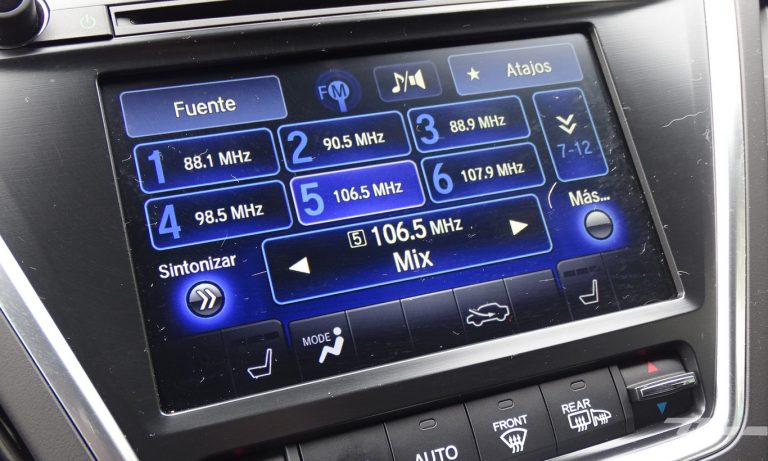 Fuente
FM
Atajos
1 88.1 MHz
2 90.5 MHz
3 88.9 MHz
7-12
4 98.5 MHz
5 106.5 MHz
6 107.9 MHz
Más...
Sintonizar
5 106.5 MHz
Mix
MODE
AUTO
FRONT
REAR